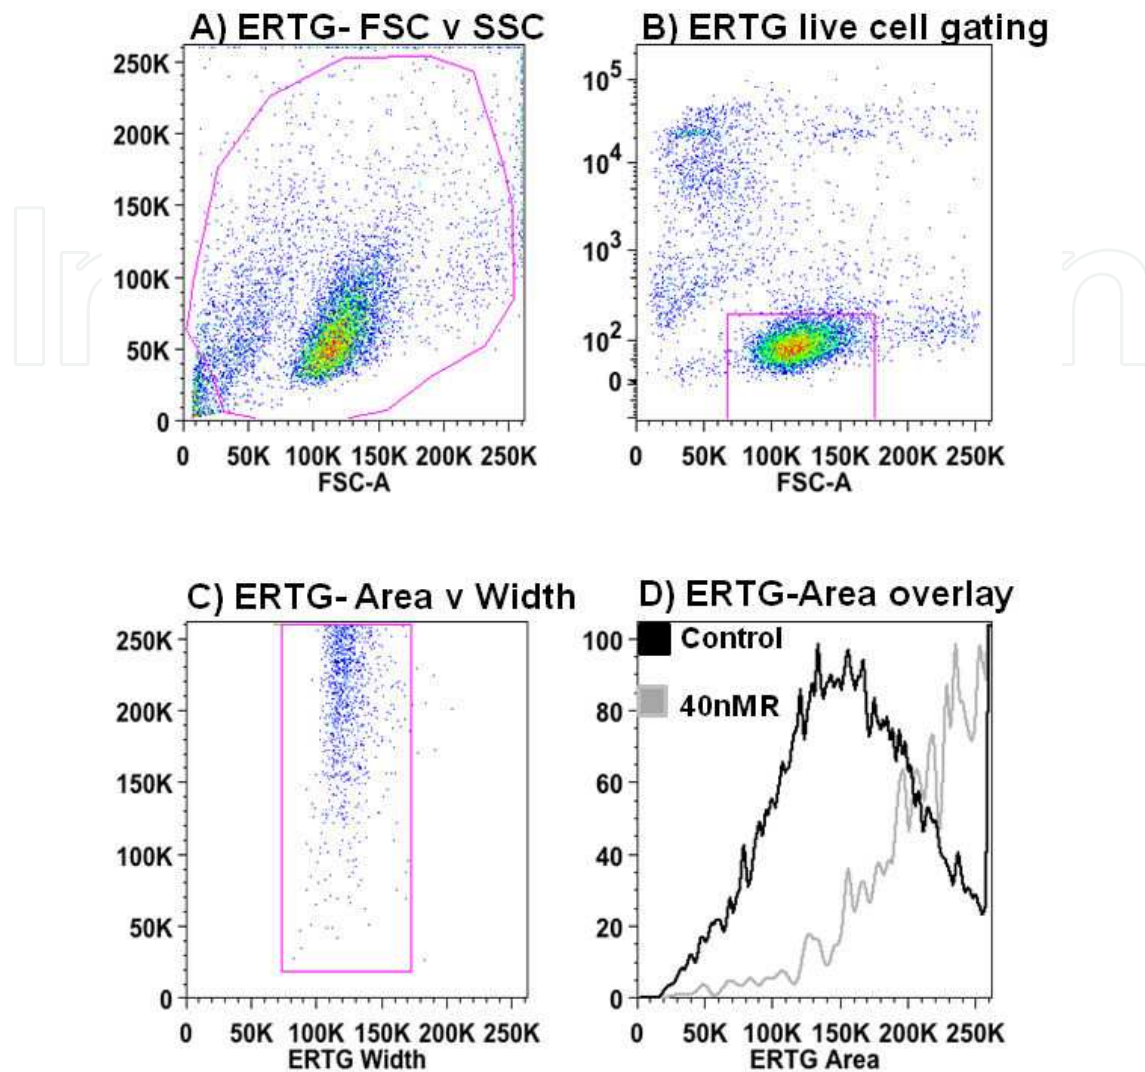 A) ERTG- FSC v SSC
250K
200K
150K
100K
50K
0
0 50K 100K 150K 200K 250K
FSC-A
B) ERTG live cell gating
10^5
10^4
10^3
10^2
0
0 50K 100K 150K 200K 250K
FSC-A
C) ERTG- Area v Width
250K
200K
150K
100K
50K
0
0 50K 100K 150K 200K 250K
ERTG Width
D) ERTG-Area overlay
Control
40nMR
100
80
60
40
20
0
0 50K 100K 150K 200K 250K
ERTG Area